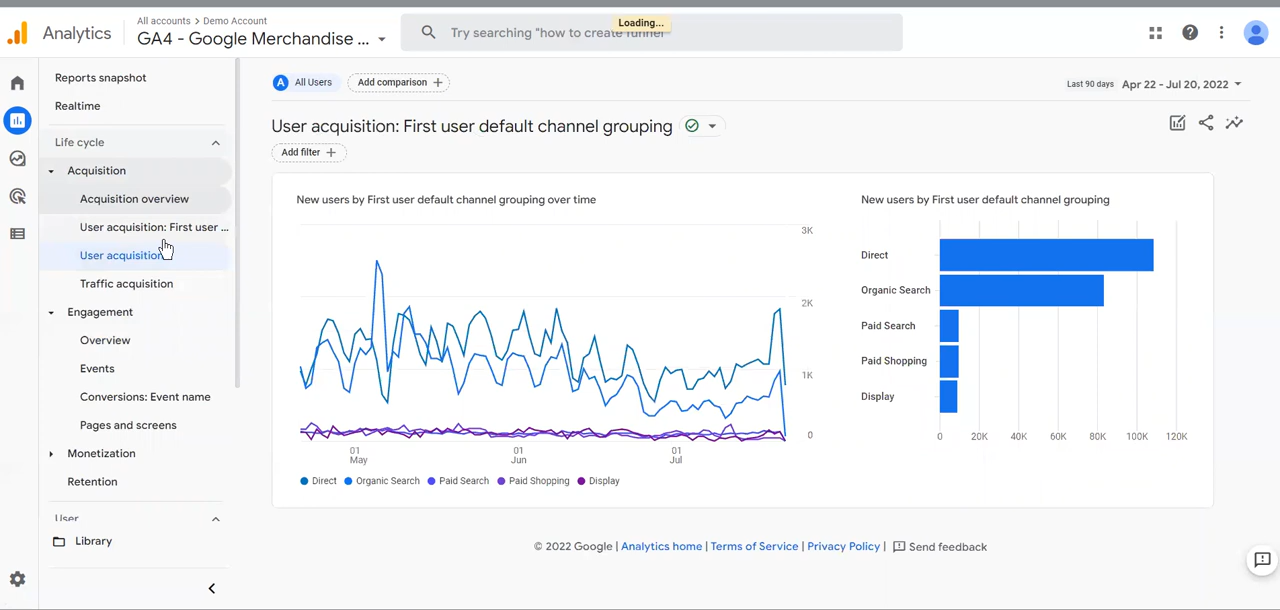 Analytics
All accounts > Demo Account
GA4 - Google Merchandise ...
Try searching "how to create funnel"
Loading...
Reports snapshot
Realtime
Life cycle
Acquisition
Acquisition overview
User acquisition: First user ...
User acquisition
Traffic acquisition
Engagement
Overview
Events
Conversions: Event name
Pages and screens
Monetization
Retention
User
Library
A All Users
Add comparison +
Last 90 days Apr 22 - Jul 20, 2022
User acquisition: First user default channel grouping
Add filter +
New users by First user default channel grouping over time
3K
2K
1K
0
01 May
01 Jun
01 Jul
Direct Organic Search Paid Search Paid Shopping Display
New users by First user default channel grouping
Direct
Organic Search
Paid Search
Paid Shopping
Display
0 20K 40K 60K 80K 100K 120K
© 2022 Google | Analytics home | Terms of Service | Privacy Policy | Send feedback